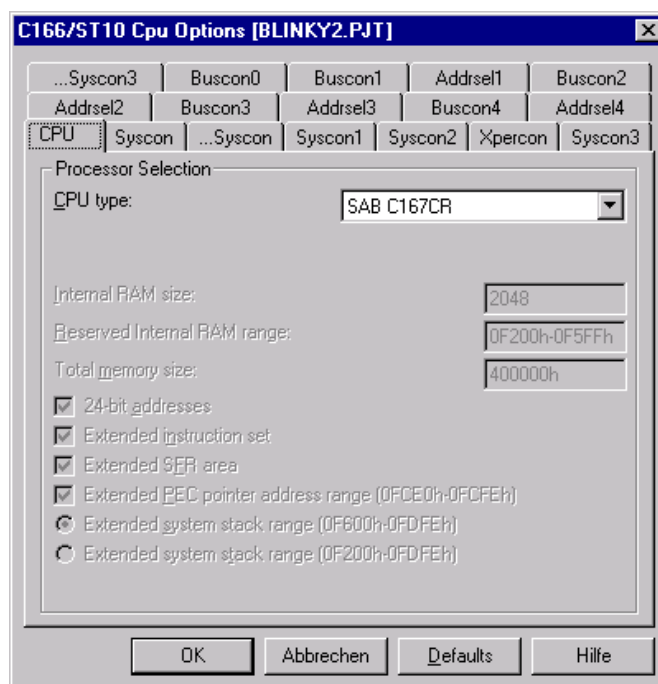 C166/ST10 Cpu Options [BLINKY2.PJT]
...Syscon3 Buscon0 Buscon1 Addrsel1 Buscon2
Addrsel2 Buscon3 Addrsel3 Buscon4 Addrsel4
CPU Syscon ...Syscon Syscon1 Syscon2 Xpercon Syscon3
Processor Selection
CPU type: SAB C167CR
Internal RAM size: 2048
Reserved Internal RAM range: 0F200h-0F5FFh
Total memory size: 400000h
24-bit addresses
Extended instruction set
Extended SFR area
Extended PEC pointer address range (0FCE0h-0FCFEh)
Extended system stack range (0F600h-0FDFEh)
Extended system stack range (0F200h-0FDFEh)
OK Abbrechen Defaults Hilfe